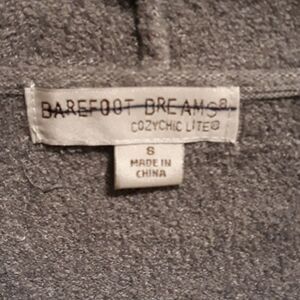 BAREFOOT DREAMS®
COZYCHIC LITE®
S
MADE IN
CHINA